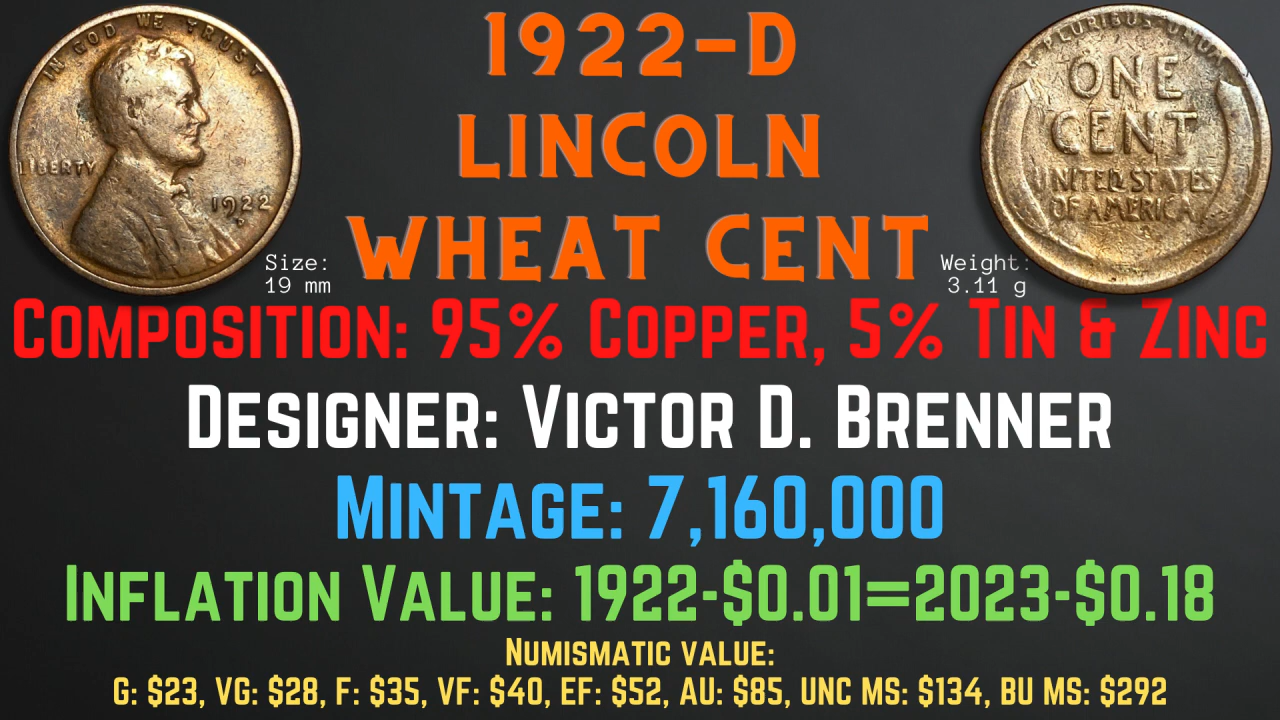 IN GOD WE TRUST
LIBERTY
1922
D
1922-D
LINCOLN
WHEAT CENT
E PLURIBUS UNUM
ONE
CENT
UNITED STATES
OF AMERICA
Size:
19 mm
Weight:
3.11 g
Composition: 95% Copper, 5% Tin & Zinc
Designer: Victor D. Brenner
Mintage: 7,160,000
Inflation Value: 1922-$0.01=2023-$0.18
Numismatic value:
G: $23, VG: $28, F: $35, VF: $40, EF: $52, AU: $85, UNC MS: $134, BU MS: $292